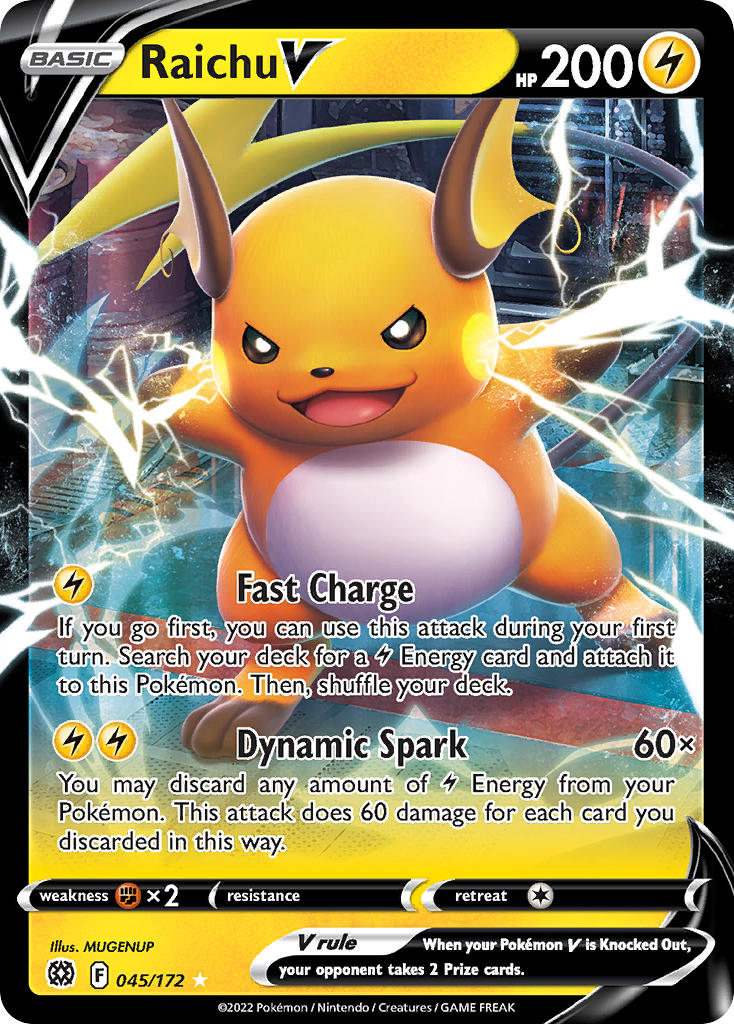 BASIC Raichu V HP 200
Fast Charge
If you go first, you can use this attack during your first
turn. Search your deck for a Energy card and attach it
to this Pokémon. Then, shuffle your deck.
Dynamic Spark 60×
You may discard any amount of Energy from your
Pokémon. This attack does 60 damage for each card you
discarded in this way.
weakness ×2 resistance retreat
Illus. MUGENUP
V rule When your Pokémon V is Knocked Out,
your opponent takes 2 Prize cards.
F 045/172
©2022 Pokémon / Nintendo / Creatures / GAME FREAK